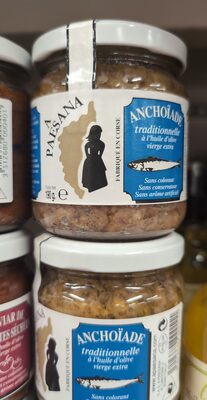 A PAESANA
FABRIQUÉ EN CORSE
ANCHOÏADE
traditionnelle
à l'huile d'olive
vierge extra
Sans colorant
Sans conservateur
Sans arôme artificiel
ANCHOÏADE
traditionnelle
à l'huile d'olive
vierge extra
Sans colorant
FABRIQUÉ EN CORSE